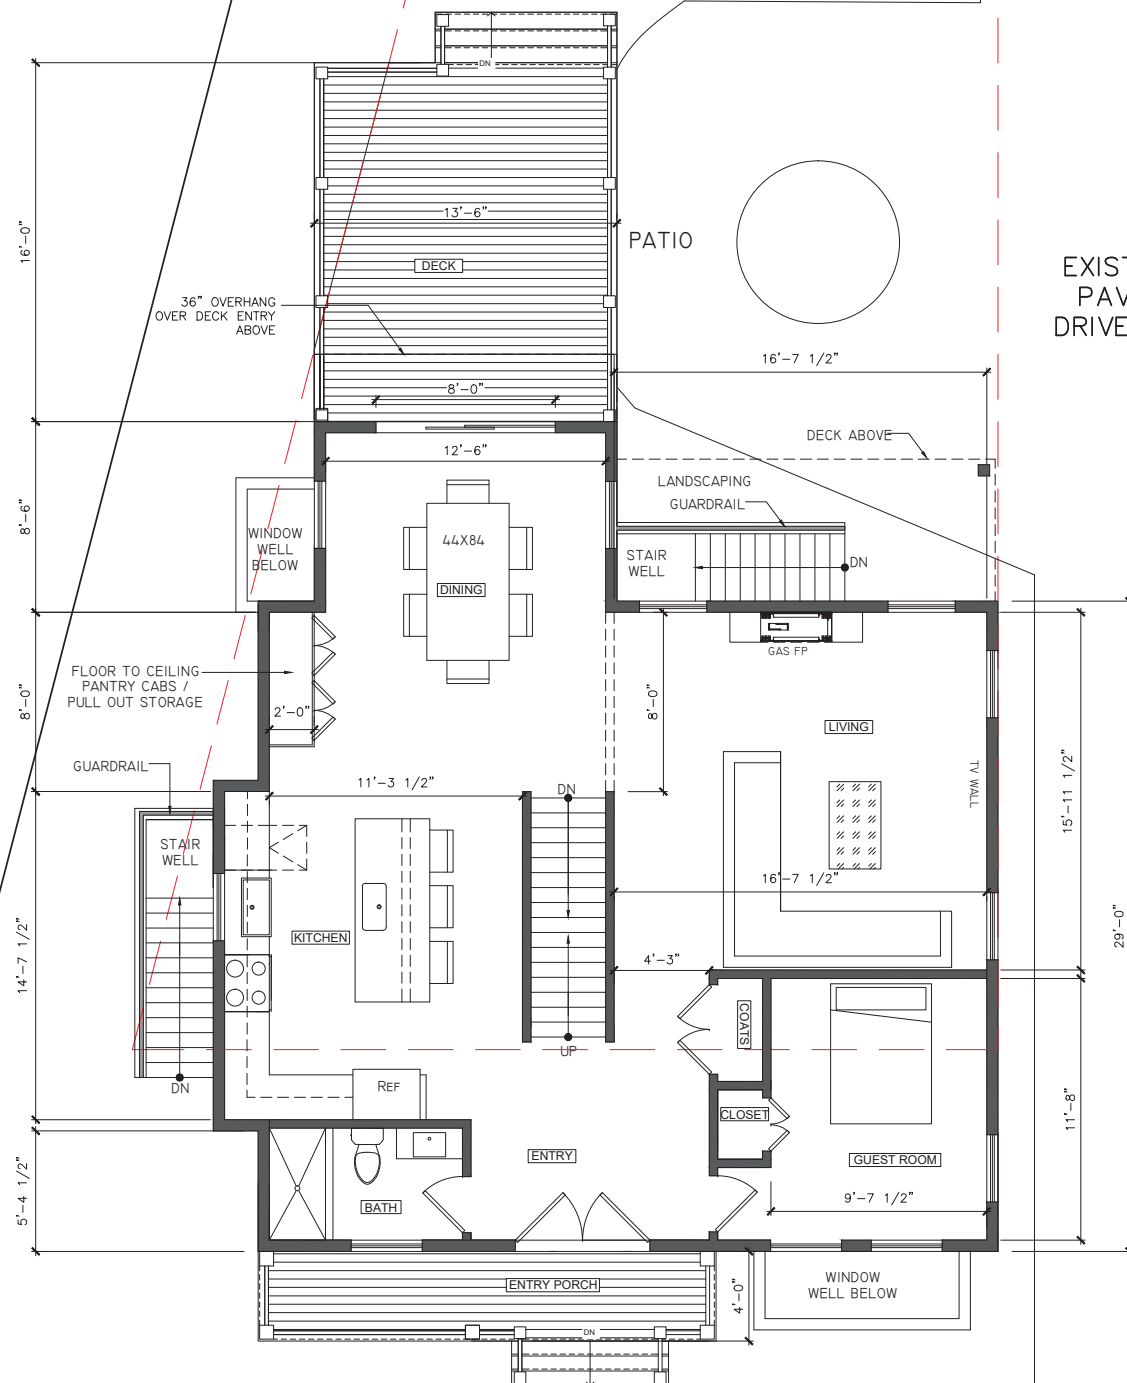 DN
16'-0"
13'-6"
PATIO
DECK
EXIST
PAV
DRIVE
36" OVERHANG
OVER DECK ENTRY
ABOVE
16'-7 1/2"
8'-0"
DECK ABOVE
12'-6"
LANDSCAPING
GUARDRAIL
8'-6"
WINDOW
WELL
BELOW
44X84
DINING
STAIR
WELL
DN
GAS FP
FLOOR TO CEILING
PANTRY CABS /
PULL OUT STORAGE
8'-0"
2'-0"
8'-0"
LIVING
GUARDRAIL
11'-3 1/2"
DN
TV WALL
15'-11 1/2"
STAIR
WELL
16'-7 1/2"
KITCHEN
14'-7 1/2"
29'-0"
4'-3"
COATS
UP
DN
REF
CLOSET
11'-8"
ENTRY
GUEST ROOM
5'-4 1/2"
BATH
9'-7 1/2"
ENTRY PORCH
WINDOW
WELL BELOW
4'-0"
DN